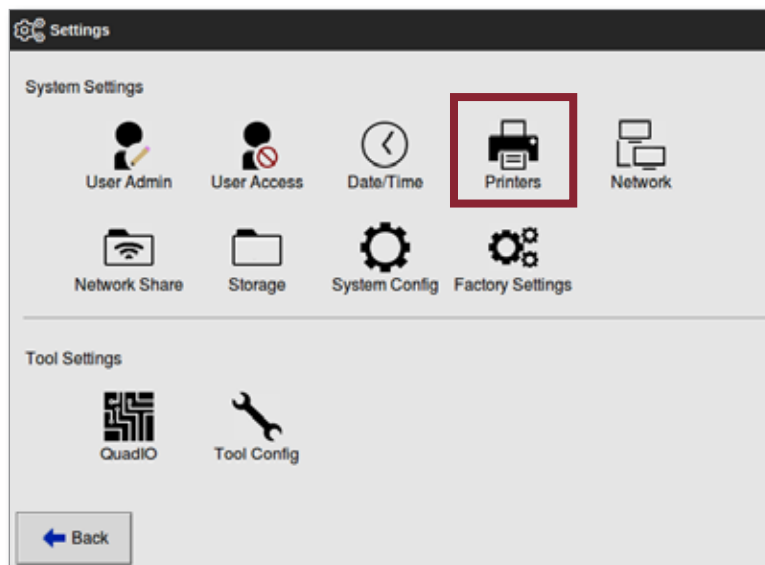 Settings
System Settings
User Admin User Access Date/Time Printers Network
Network Share Storage System Config Factory Settings
Tool Settings
QuadIO Tool Config
Back